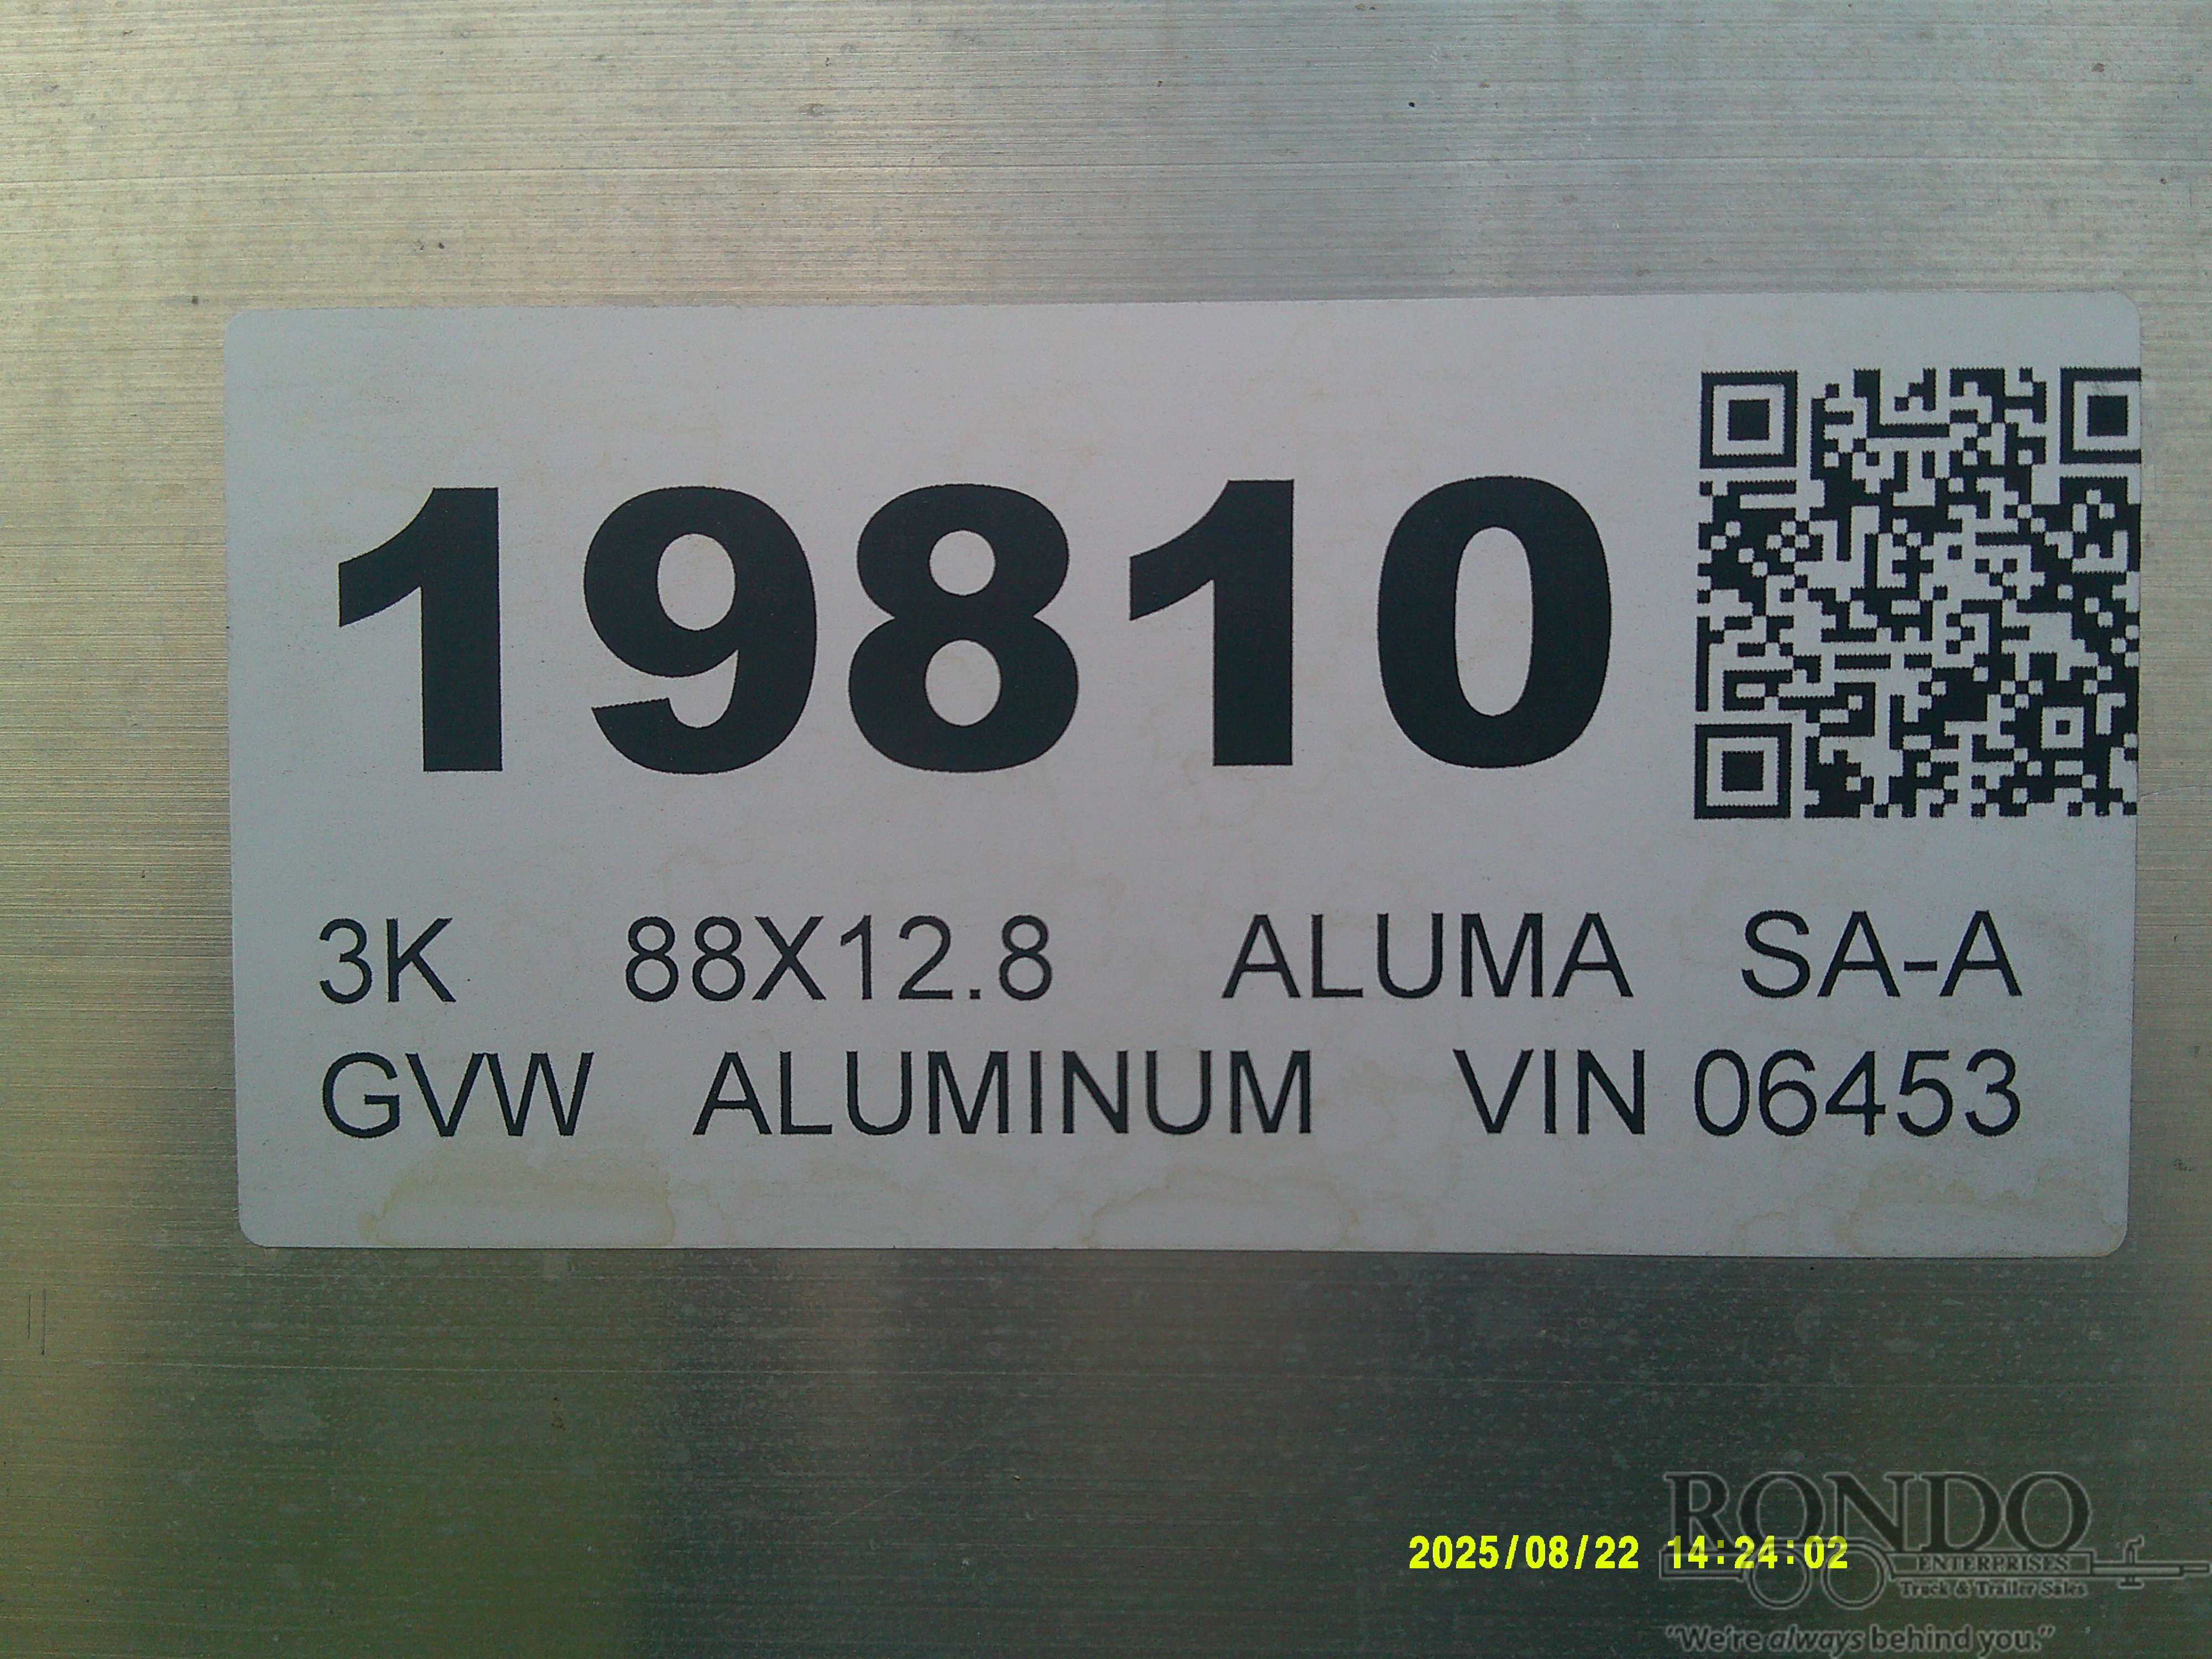 19810
3K 88X12.8 ALUMA SA-A
GVW ALUMINUM VIN 06453
2025/08/22 14:24:02
RONDO
ENTERPRISES
Truck & Trailer Sales
"We're always behind you."